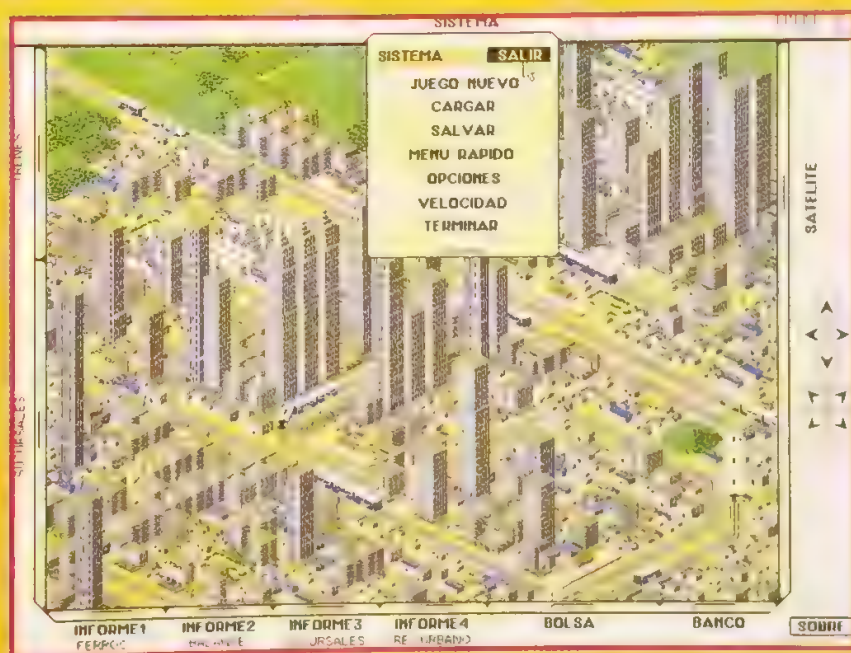 SISTEMA
SISTEMA SALIR
JUEGO NUEVO
CARGAR
SALVAR
MENU RAPIDO
OPCIONES
VELOCIDAD
TERMINAR
TRENES
SATELITE
INFORME1 INFORME2 INFORME3 INFORME4 BOLSA BANCO SOBRE